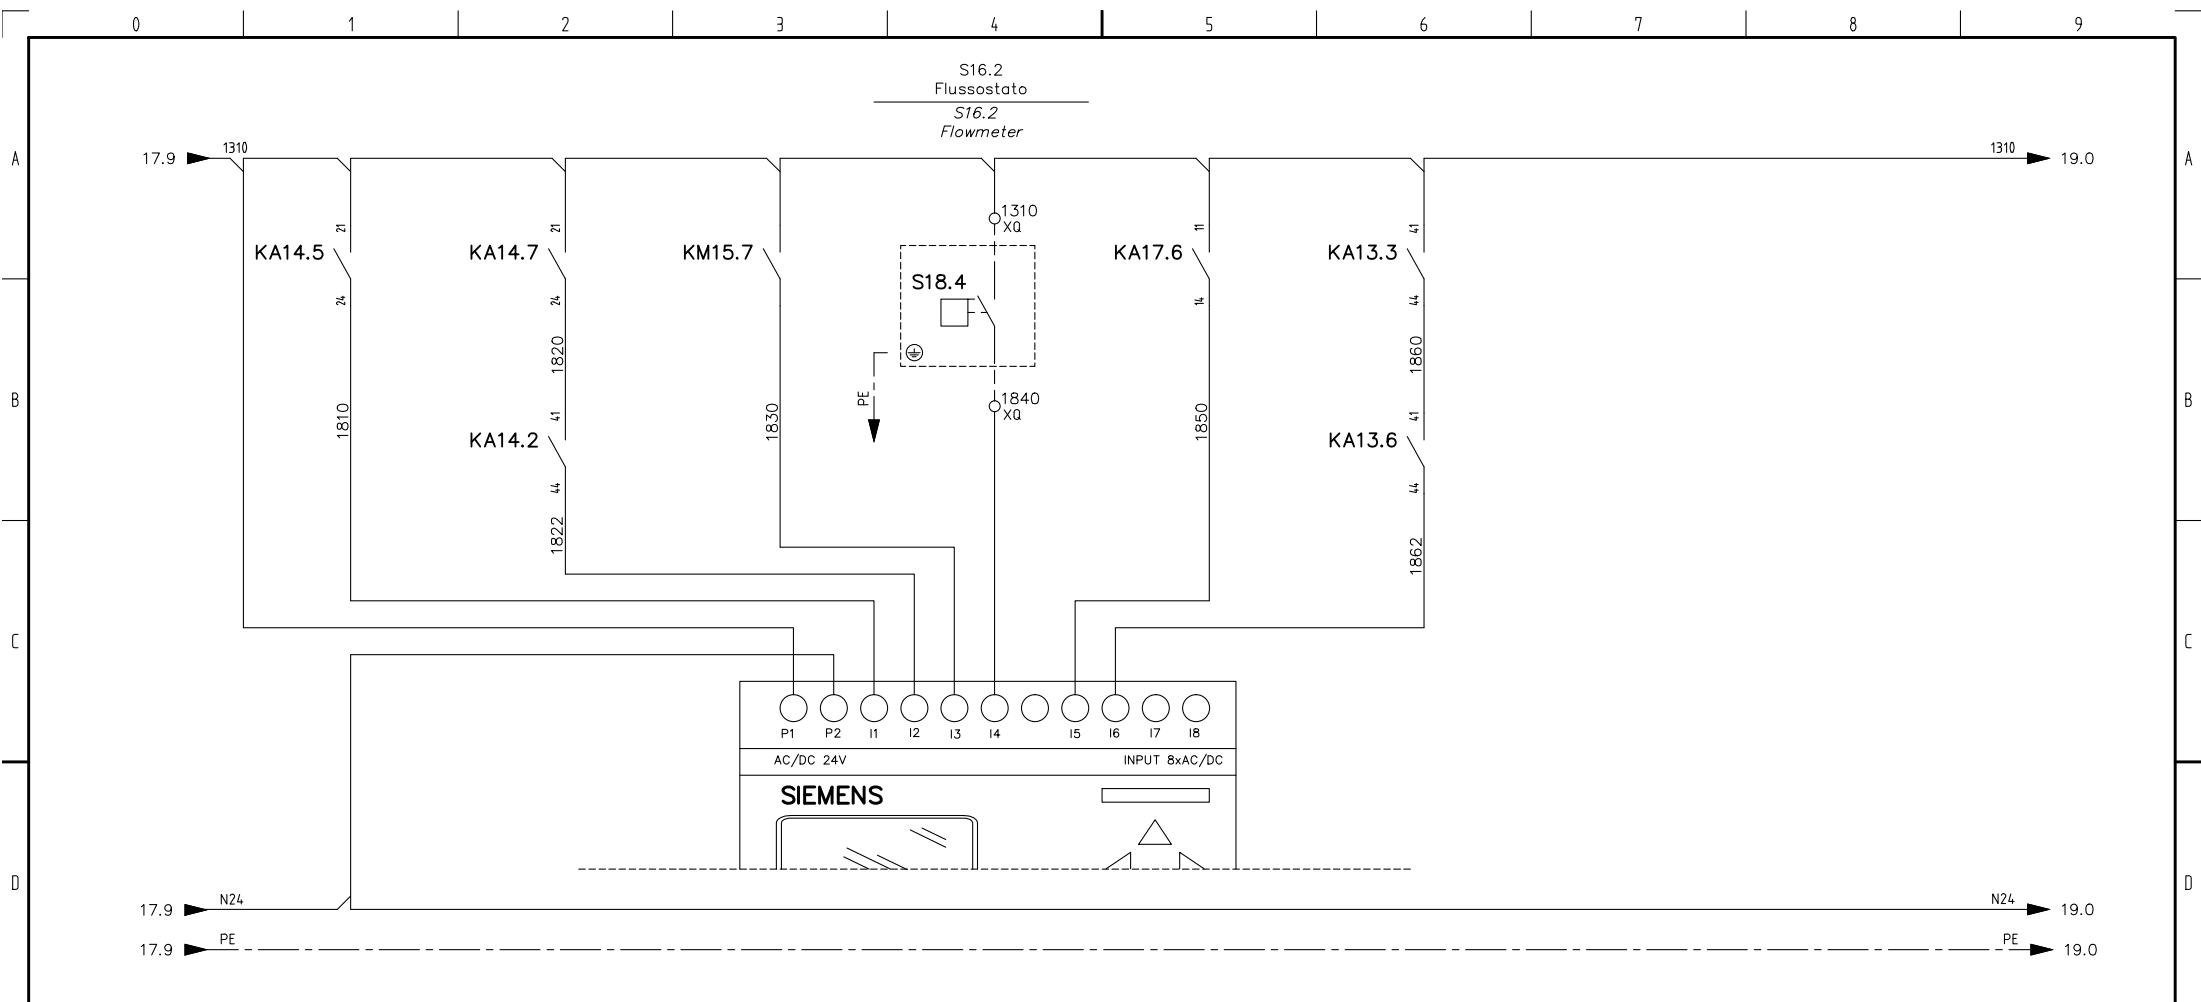 0 1 2 3 4 5 6 7 8 9
S16.2
Flussostato
S16.2
Flowmeter
A A
17.9 1310 1310 19.0
1310
XQ
21 21 11 41
KA14.5 KA14.7 KM15.7 KA17.6 KA13.3
S18.4
24 24 14 44
1820 1860
PE
1840
XQ
B B
1810 1830 1850
41 41
KA14.2 KA13.6
44 44
1822 1862
C C
P1 P2 I1 I2 I3 I4 I5 I6 I7 I8
AC/DC 24V INPUT 8xAC/DC
SIEMENS
D D
17.9 N24 N24 19.0
17.9 PE PE 19.0